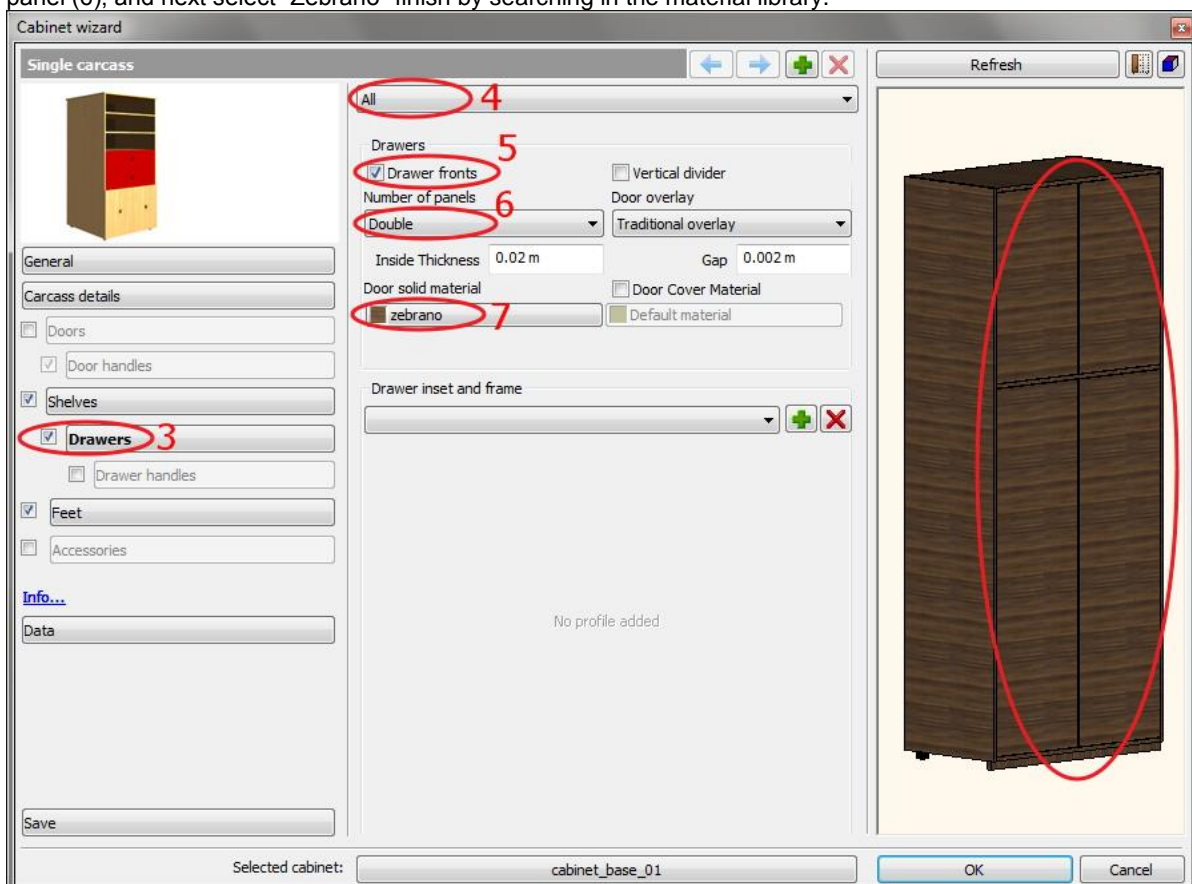 panel (6), and next select "Zebrano" finish by searching in the material library.
Cabinet wizard
Single carcass
Refresh
All
4
Drawers
5
Drawer fronts
Vertical divider
Number of panels
6
Door overlay
Double
Traditional overlay
General
Inside Thickness
0.02 m
Gap
0.002 m
Carcass details
Door solid material
Door Cover Material
zebrano
7
Default material
Doors
Door handles
Drawer inset and frame
Shelves
Drawers
3
Drawer handles
Feet
Accessories
Info...
No profile added
Data
Save
Selected cabinet:
cabinet_base_01
OK
Cancel